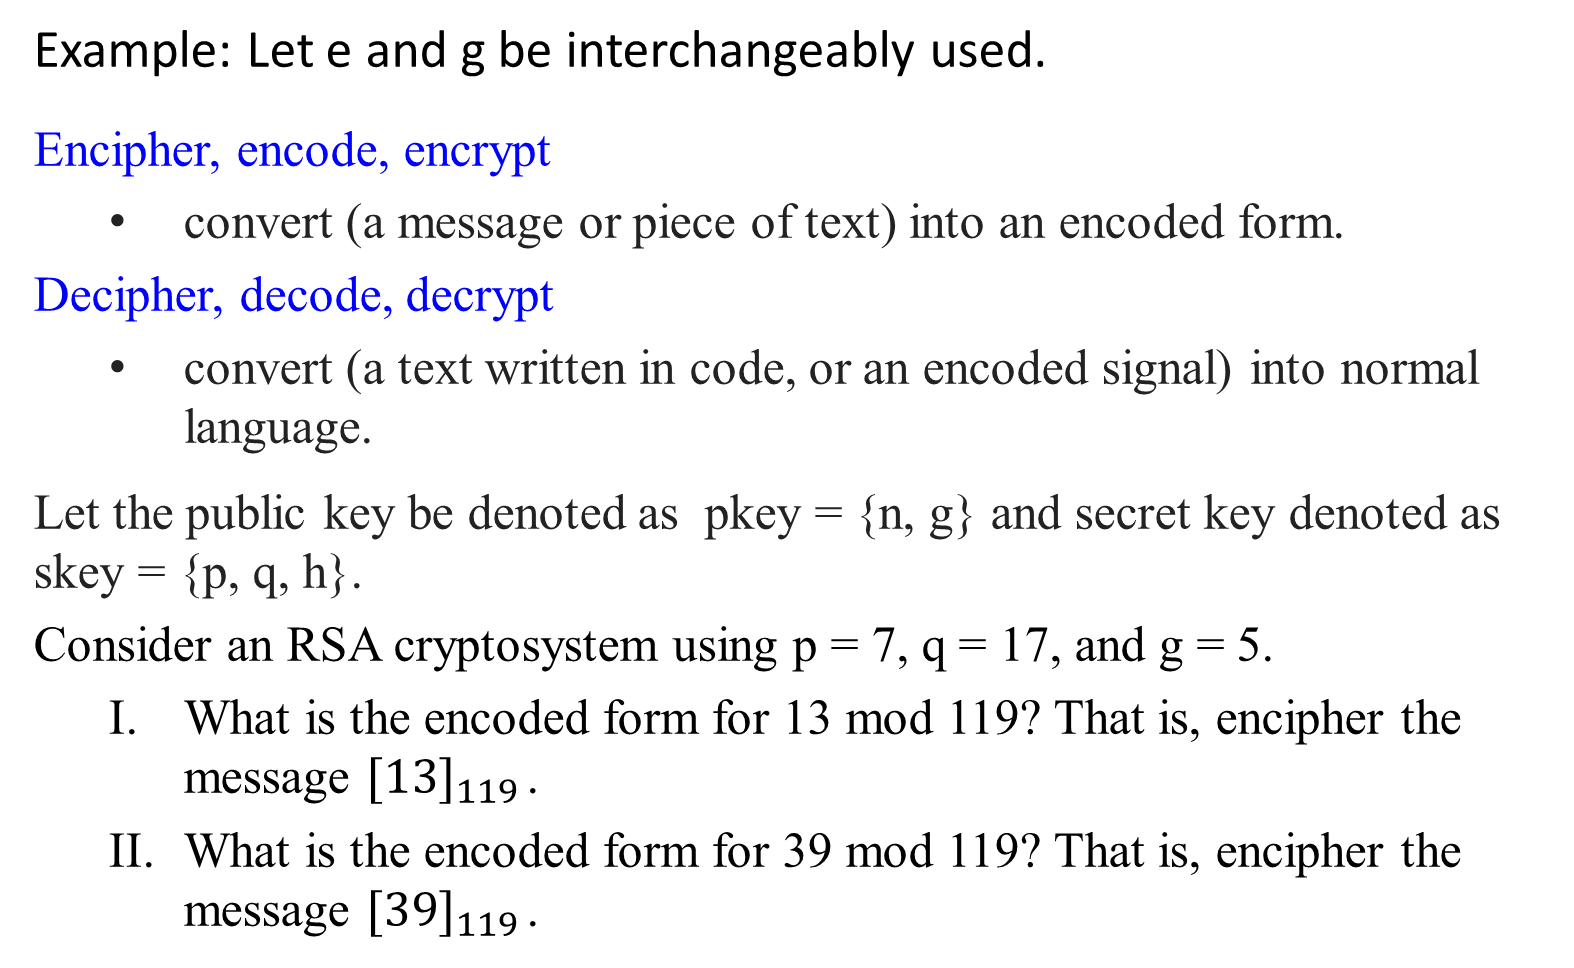 Example: Let e and g be interchangeably used.
Encipher, encode, encrypt
• convert (a message or piece of text) into an encoded form.
Decipher, decode, decrypt
• convert (a text written in code, or an encoded signal) into normal
language.
Let the public key be denoted as pkey = {n, g} and secret key denoted as
skey = {p, q, h}.
Consider an RSA cryptosystem using p = 7, q = 17, and g = 5.
I. What is the encoded form for 13 mod 119? That is, encipher the
message [13]₁₁₉ .
II. What is the encoded form for 39 mod 119? That is, encipher the
message [39]₁₁₉ .